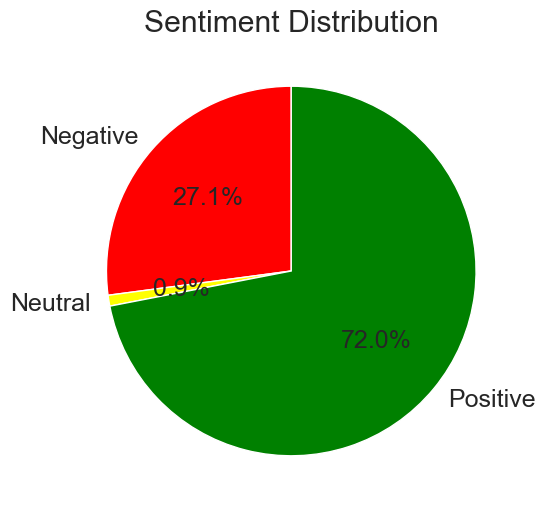 Sentiment Distribution
Negative
27.1%
0.9%
Neutral
72.0%
Positive